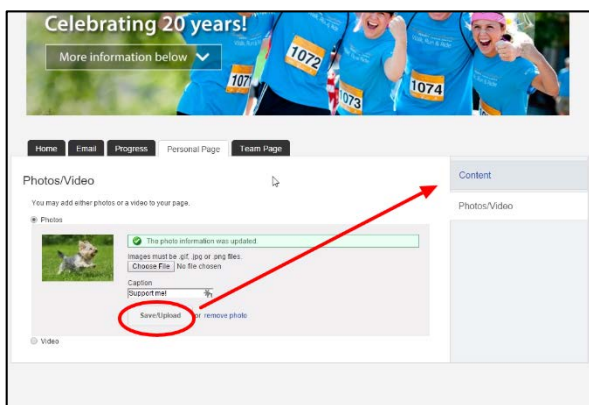 Celebrating 20 years!
More information below
1072
1071
1073
1074
Home Email Progress Personal Page Team Page
Photos/Video
You may add either photos or a video to your page.
Photos
The photo information was updated.
Images must be .gif, .jpg or .png files.
Choose File No file chosen
Caption
Support me!
Save/Upload or remove photo
Video
Content
Photos/Video